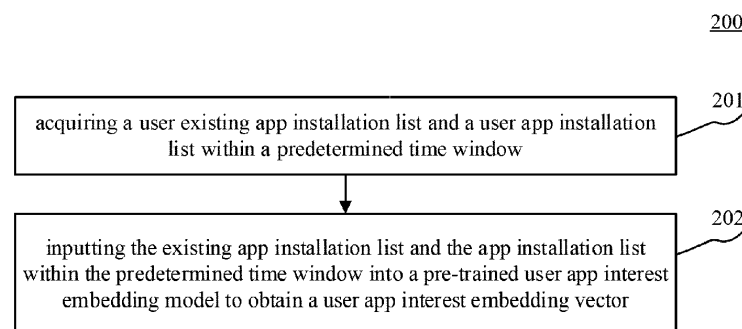 200
201
acquiring a user existing app installation list and a user app installation
list within a predetermined time window
202
inputting the existing app installation list and the app installation list
within the predetermined time window into a pre-trained user app interest
embedding model to obtain a user app interest embedding vector